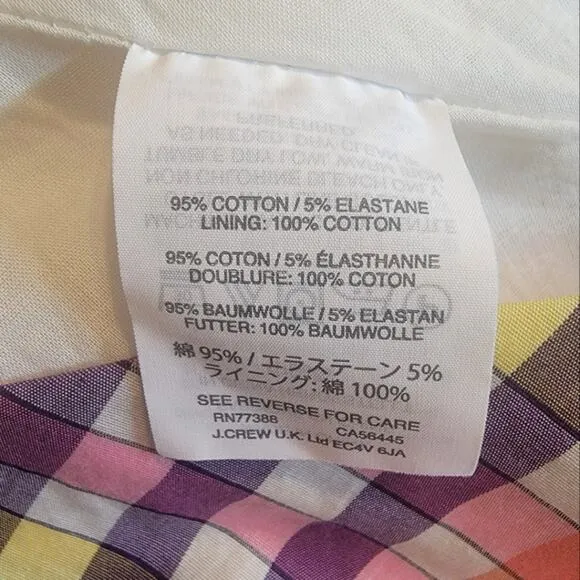 95% COTTON / 5% ELASTANE
LINING: 100% COTTON
95% COTON / 5% ÉLASTHANNE
DOUBLURE: 100% COTON
95% BAUMWOLLE / 5% ELASTAN
FUTTER: 100% BAUMWOLLE
綿 95% / エラステーン 5%
ライニング: 綿 100%
SEE REVERSE FOR CARE
RN77388 CA56445
J.CREW U.K. Ltd EC4V 6JA